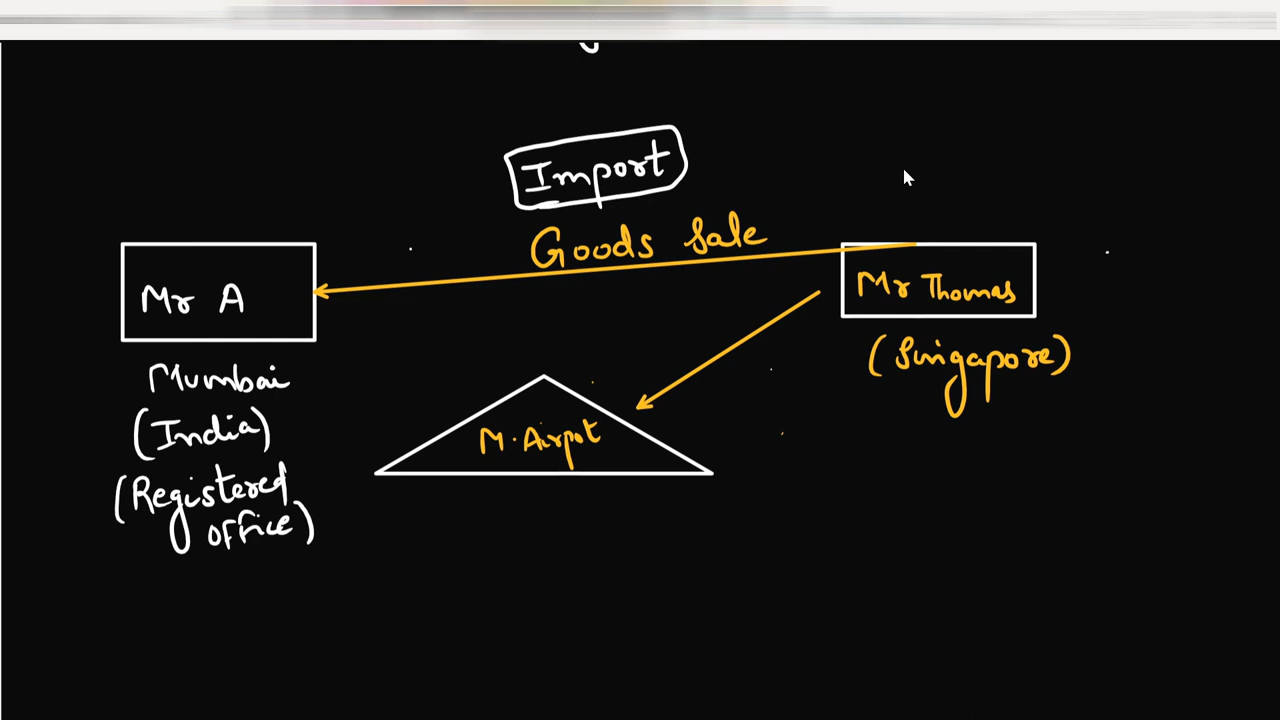 Import
Goods Sale
Mr A
Mr Thomas
(Singapore)
Mumbai
(India)
(Registered
office)
M. Airpot